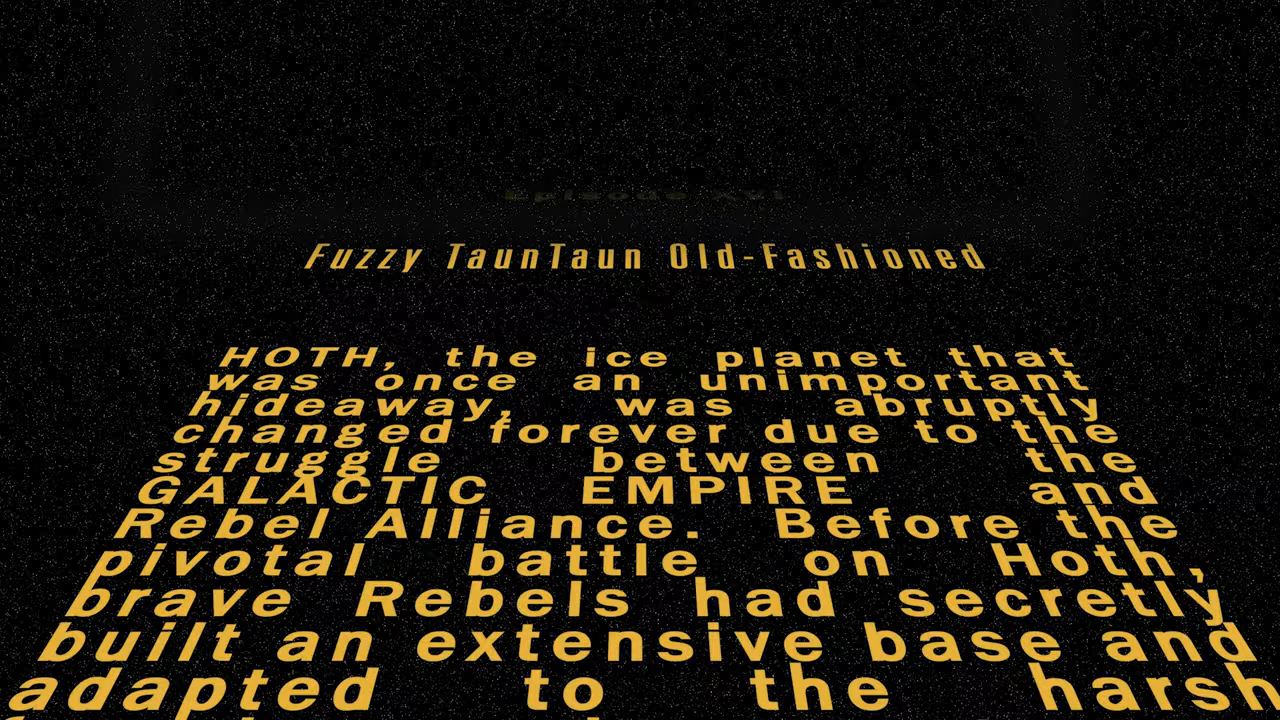 Episode XVI
Fuzzy TaunTaun Old-Fashioned
HOTH, the ice planet that
was once an unimportant
hideaway, was abruptly
changed forever due to the
struggle between the
GALACTIC EMPIRE and
Rebel Alliance. Before the
pivotal battle on Hoth,
brave Rebels had secretly
built an extensive base and
adapted to the harsh